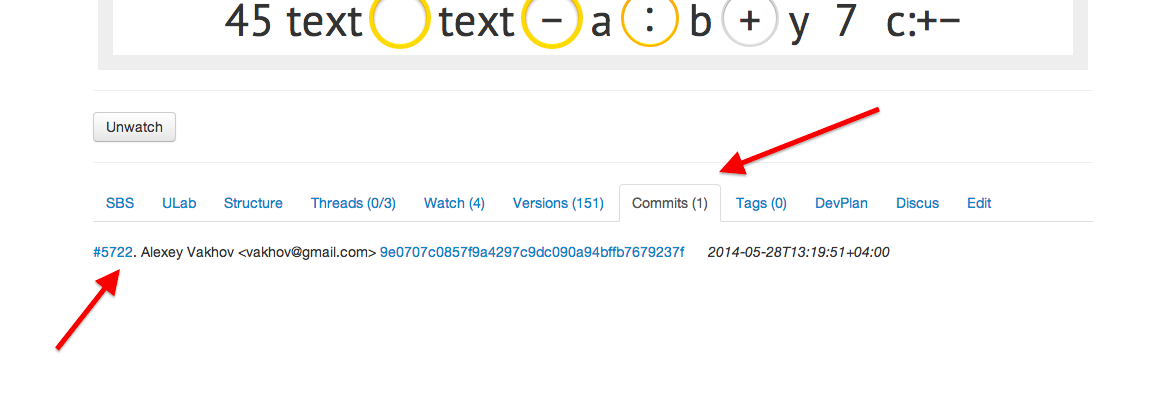 45 text text − a : b + y 7 c:+−
Unwatch
SBS ULab Structure Threads (0/3) Watch (4) Versions (151) Commits (1) Tags (0) DevPlan Discus Edit
#5722. Alexey Vakhov <vakhov@gmail.com> 9e0707c0857f9a4297c9dc090a94bffb7679237f 2014-05-28T13:19:51+04:00